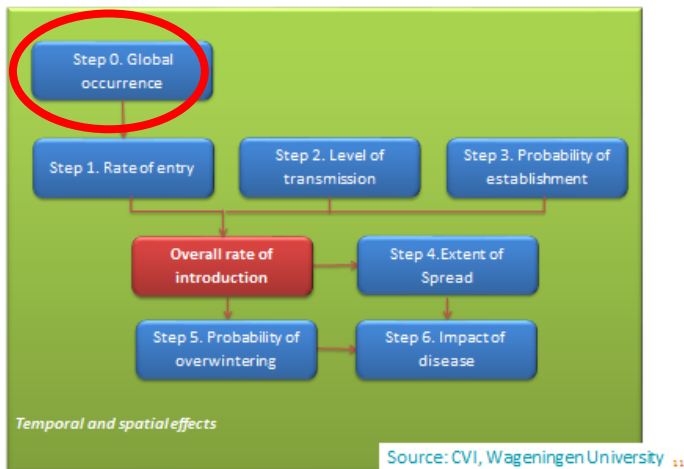 Step 0. Global
occurrence
Step 1. Rate of entry
Step 2. Level of
transmission
Step 3. Probability of
establishment
Overall rate of
introduction
Step 4.Extent of
Spread
Step 5. Probability of
overwintering
Step 6. Impact of
disease
Temporal and spatial effects
Source: CVI, Wageningen University
11